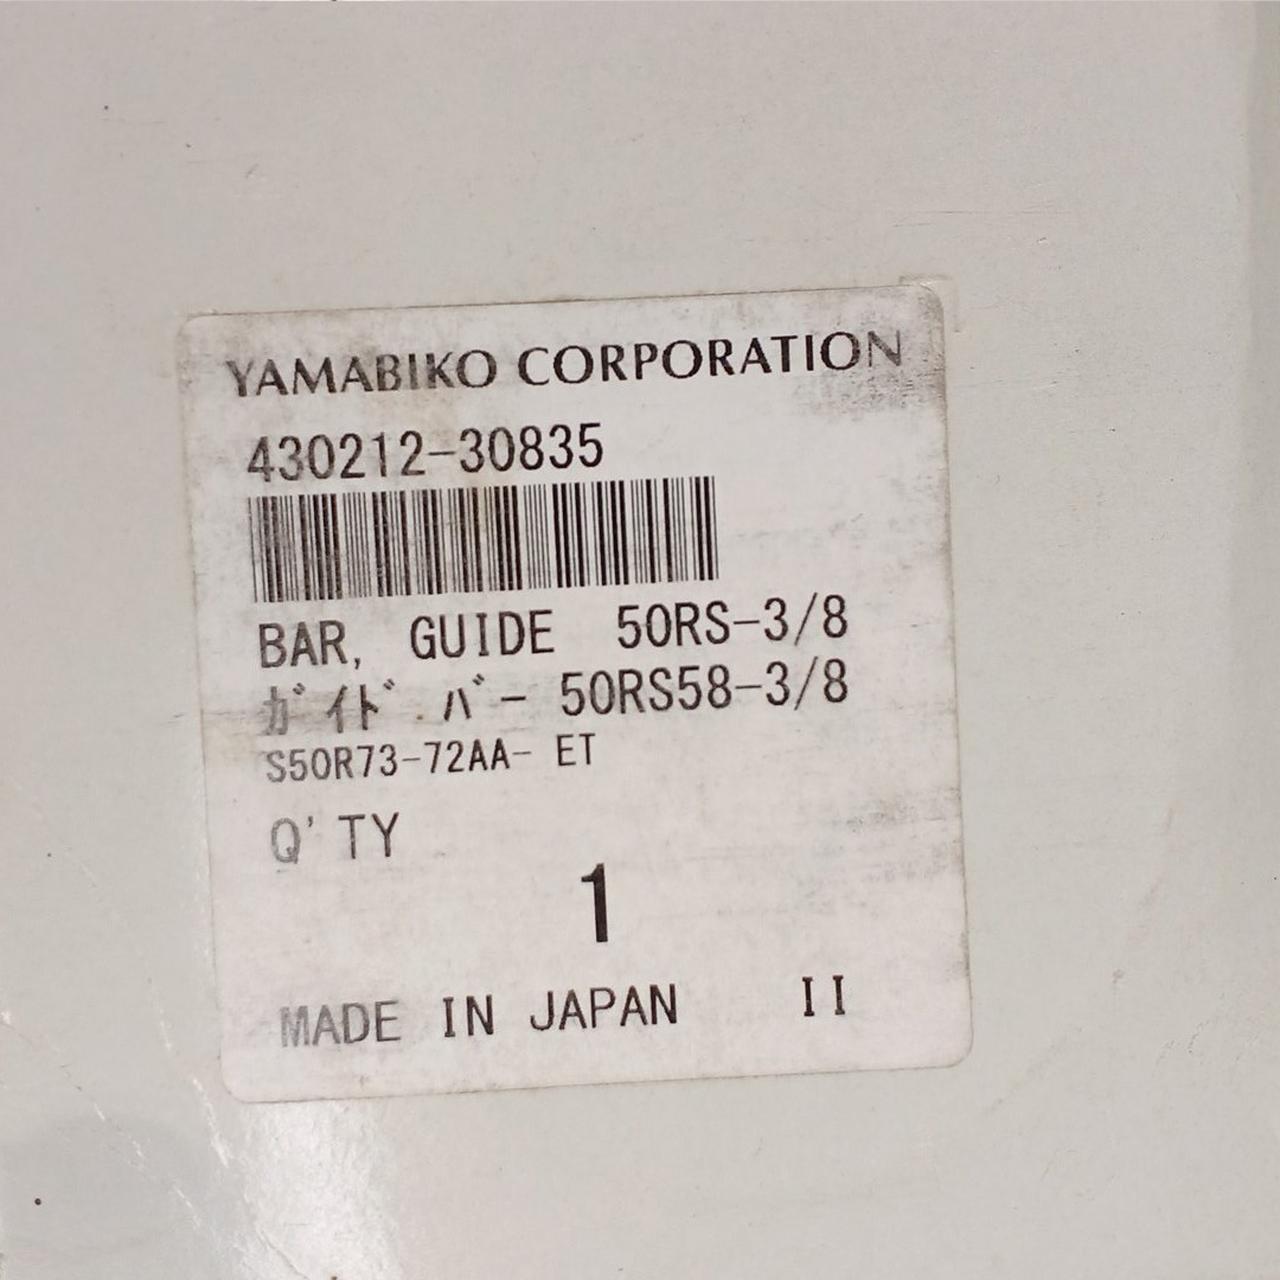 YAMABIKO CORPORATION
430212-30835
BAR, GUIDE 50RS-3/8
ｶﾞｲﾄﾞ.ﾊﾞｰ 50RS58-3/8
S50R73-72AA- ET
Q'TY
1
MADE IN JAPAN II